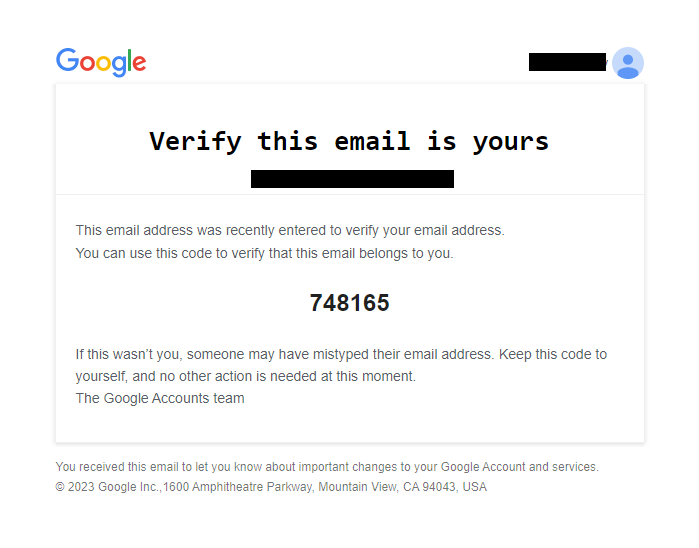 Google
Verify this email is yours
This email address was recently entered to verify your email address.
You can use this code to verify that this email belongs to you.
748165
If this wasn’t you, someone may have mistyped their email address. Keep this code to
yourself, and no other action is needed at this moment.
The Google Accounts team
You received this email to let you know about important changes to your Google Account and services.
© 2023 Google Inc.,1600 Amphitheatre Parkway, Mountain View, CA 94043, USA